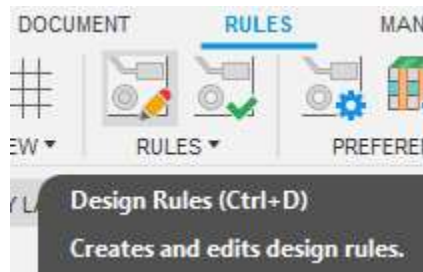 DOCUMENT RULES MAN
EW RULES PREFERE
Y L
Design Rules (Ctrl+D)
Creates and edits design rules.